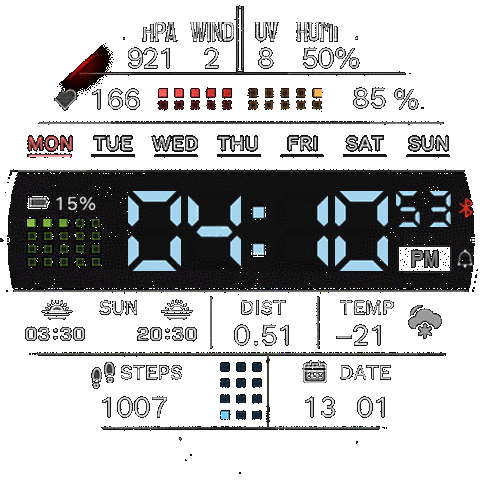 HPA WIND UV HUMI
921 2 8 50%
166 85 %
MON TUE WED THU FRI SAT SUN
15% 04:10 53
PM
SUN DIST TEMP
03:30 20:30 0.51 -21
STEPS DATE
1007 13 01